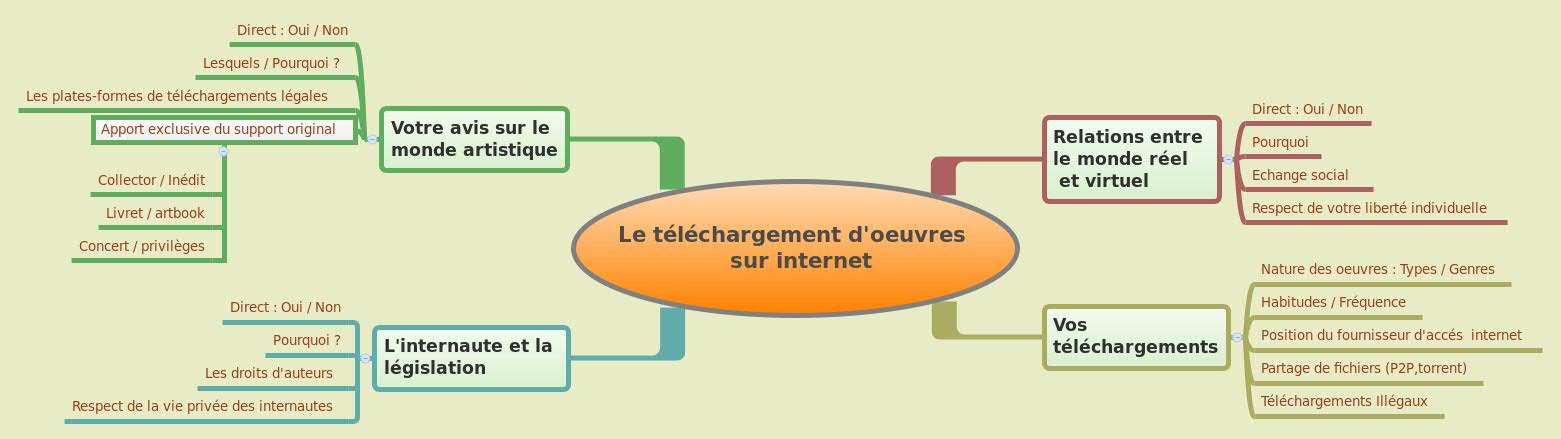 Le téléchargement d'oeuvres
sur internet
Votre avis sur le
monde artistique
Direct : Oui / Non
Lesquels / Pourquoi ?
Les plates-formes de téléchargements légales
Apport exclusive du support original
Collector / Inédit
Livret / artbook
Concert / privilèges
L'internaute et la
législation
Direct : Oui / Non
Pourquoi ?
Les droits d'auteurs
Respect de la vie privée des internautes
Relations entre
le monde réel
et virtuel
Direct : Oui / Non
Pourquoi
Echange social
Respect de votre liberté individuelle
Vos
téléchargements
Nature des oeuvres : Types / Genres
Habitudes / Fréquence
Position du fournisseur d'accés  internet
Partage de fichiers (P2P,torrent)
Téléchargements Illégaux